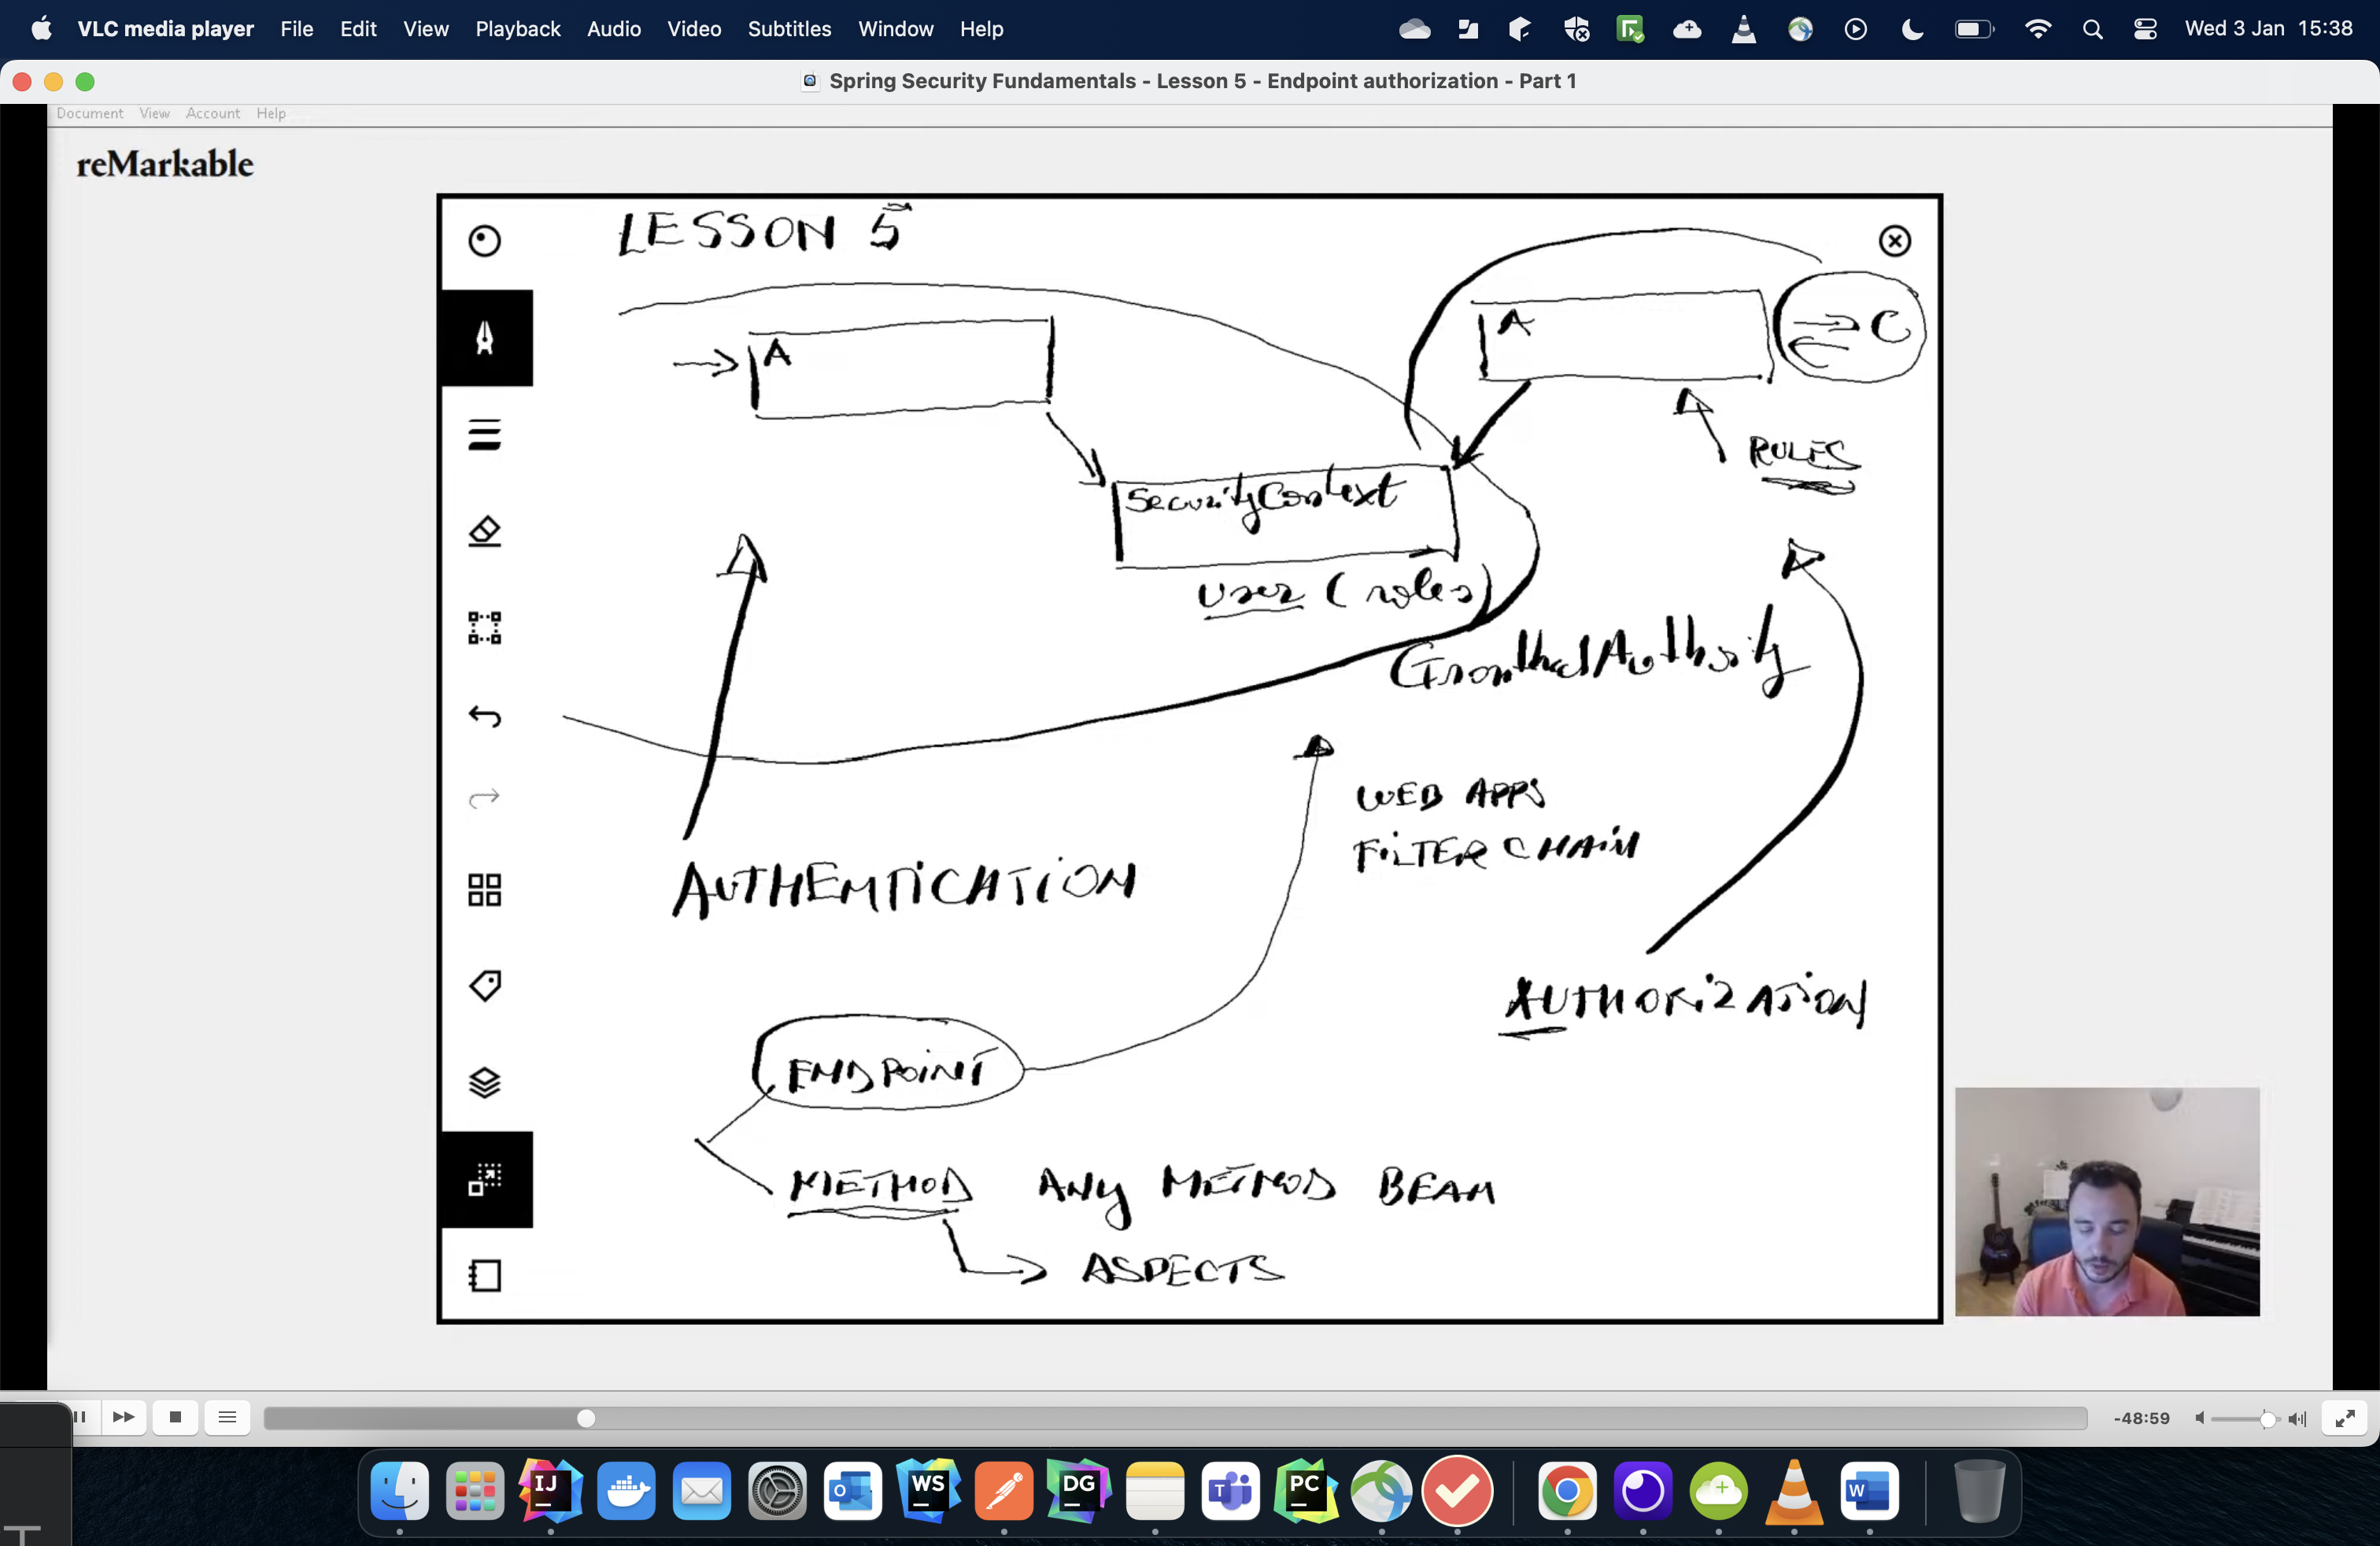 VLC media player File Edit View Playback Audio Video Subtitles Window Help Wed 3 Jan 15:38
Spring Security Fundamentals - Lesson 5 - Endpoint authorization - Part 1
Document View Account Help
reMarkable
LESSON 5
A
A
C
RULES
SecurityContext
User (roles)
GrantedAuthority
WEB APPS
FILTER CHAIN
AUTHENTICATION
AUTHORIZATION
ENDPOINT
METHOD ANY METHOD BEAN
ASPECTS
-48:59
IJ
WS
DG
PC
O
T
W